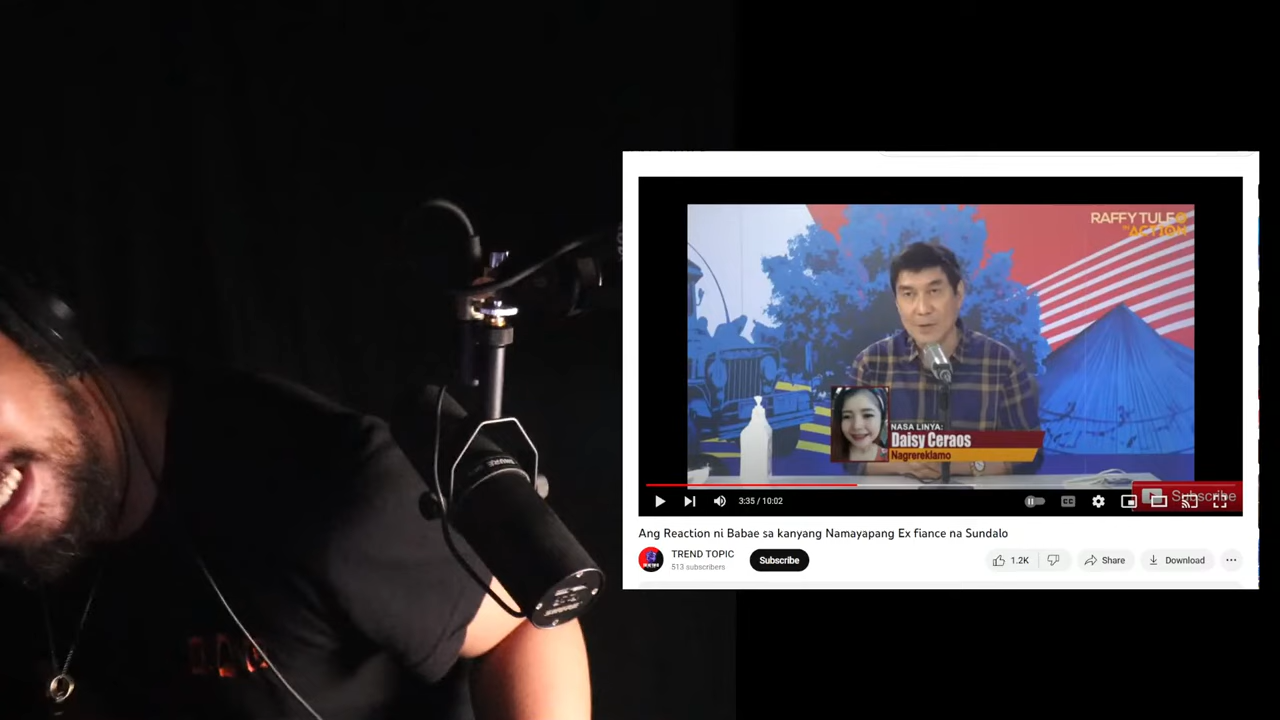 RAFFY TULFO
IN ACTION
NASA LINYA:
Daisy Ceraos
Nagrereklamo
Subscribe
3:35 / 10:02
CC
Ang Reaction ni Babae sa kanyang Namayapang Ex fiance na Sundalo
TREND TOPIC
513 subscribers
Subscribe
1.2K
Share
Download